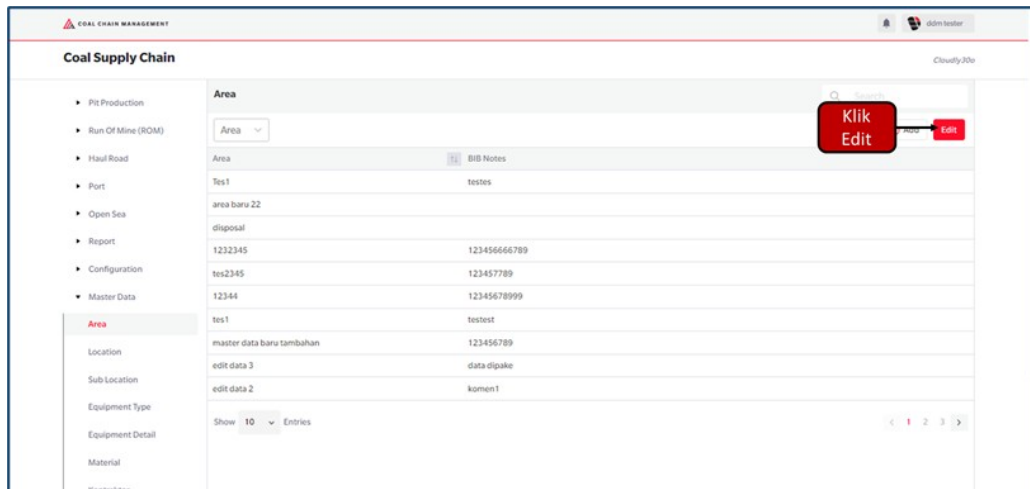 COAL CHAIN MANAGEMENT
ddm tester
Coal Supply Chain
Cloudly30o
Pit Production
Run Of Mine (ROM)
Haul Road
Port
Open Sea
Report
Configuration
Master Data
Area
Location
Sub Location
Equipment Type
Equipment Detail
Material
Area
Search
Area
Klik
Edit
Add
Edit
Area BIB Notes
Tes1 testes
area baru 22
disposal
1232345 123456666789
tes2345 123457789
12344 12345678999
tes1 testest
master data baru tambahan 123456789
edit data 3 data dipake
edit data 2 komen1
Show 10 Entries
< 1 2 3 >